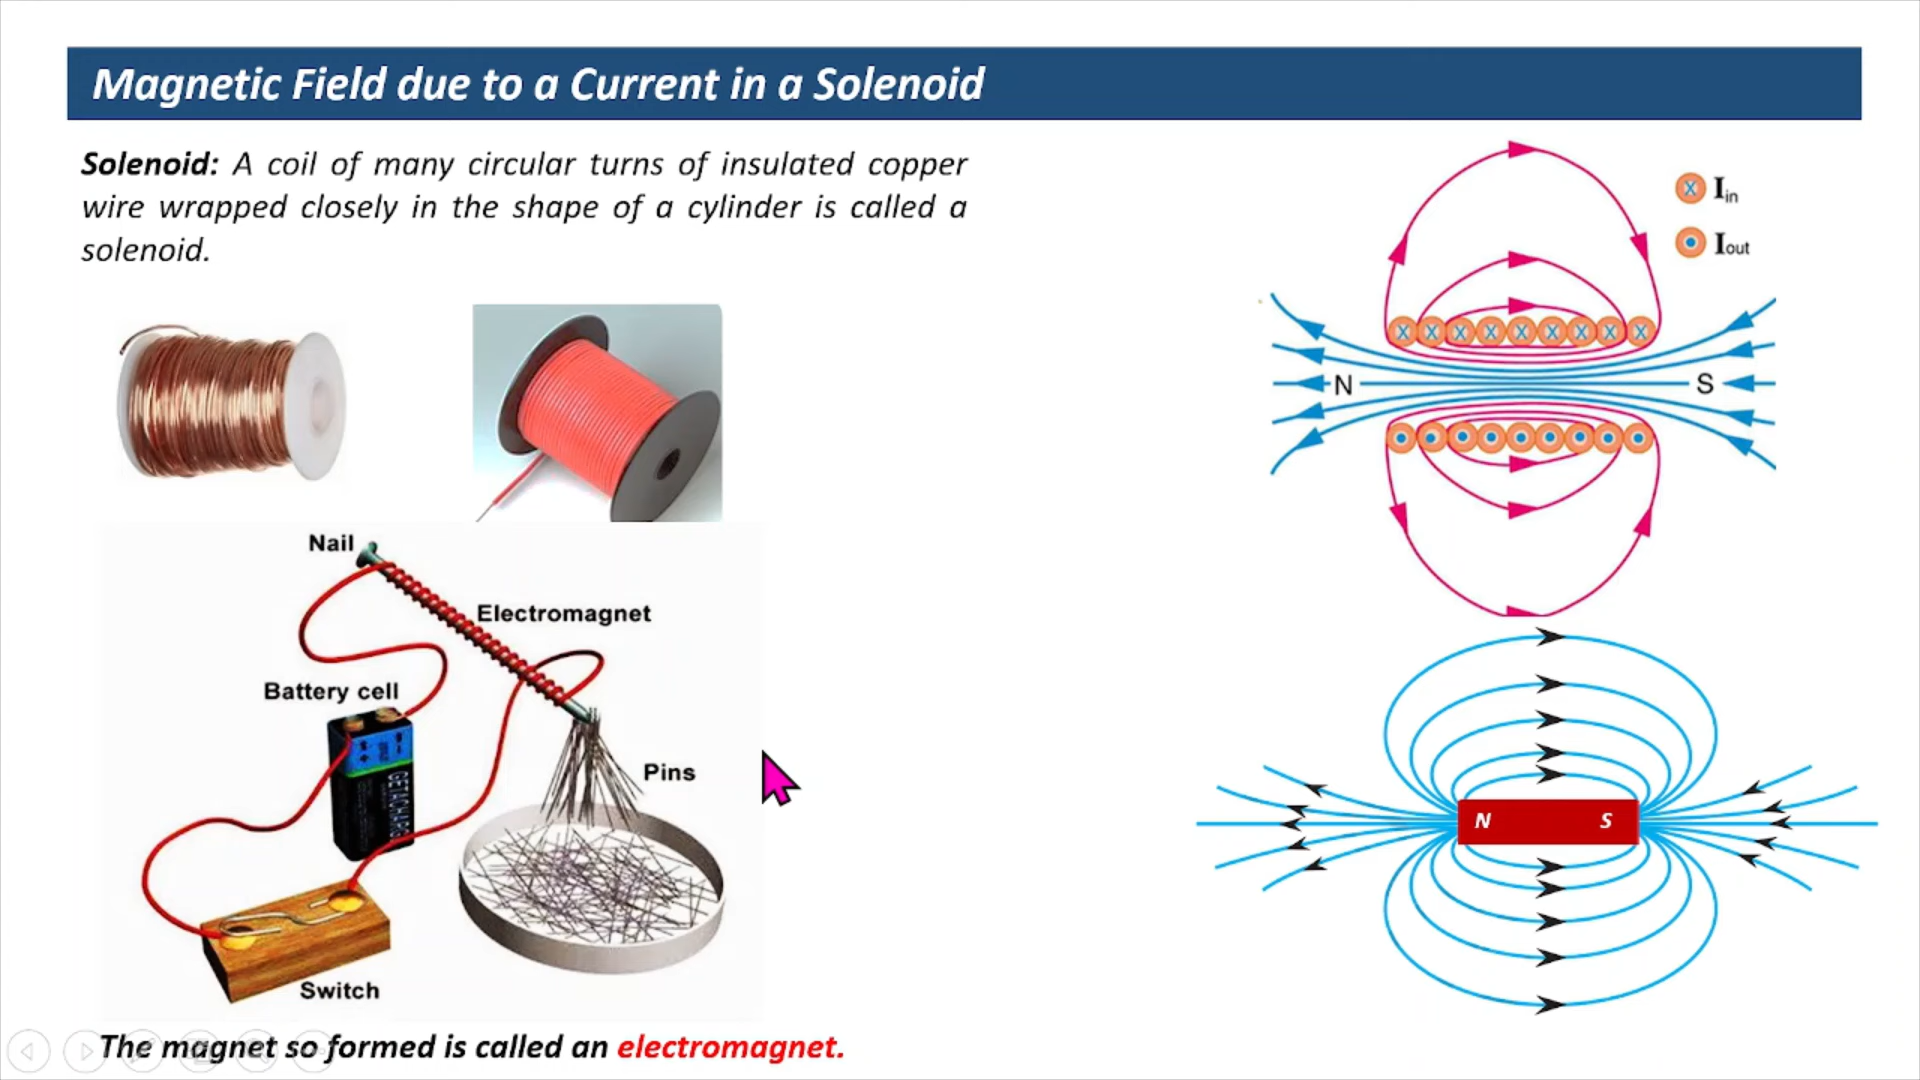 Magnetic Field due to a Current in a Solenoid
Solenoid: A coil of many circular turns of insulated copper
wire wrapped closely in the shape of a cylinder is called a
solenoid.
I in
I out
N
S
Nail
Electromagnet
Battery cell
Pins
Switch
N
S
The magnet so formed is called an electromagnet.